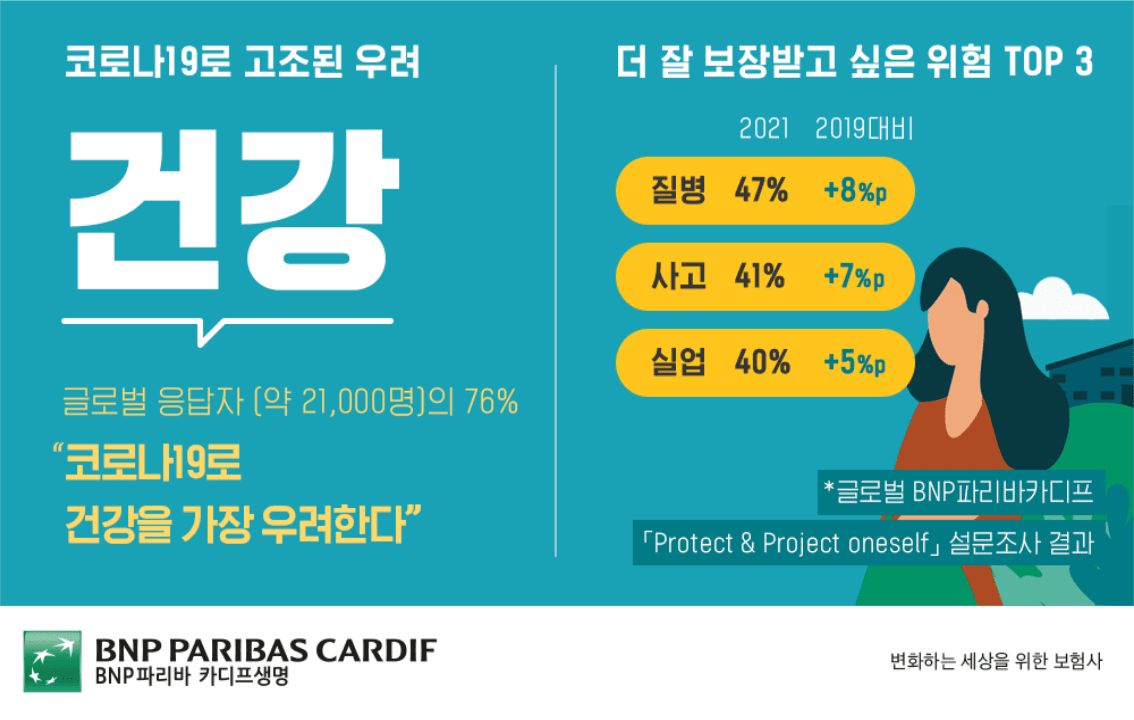 코로나19로 고조된 우려
건강
글로벌 응답자 (약 21,000명)의 76%
“코로나19로
건강을 가장 우려한다”
더 잘 보장받고 싶은 위험 TOP 3
2021 2019대비
질병 47% +8%p
사고 41% +7%p
실업 40% +5%p
*글로벌 BNP파리바카디프
「Protect & Project oneself」 설문조사 결과
BNP PARIBAS CARDIF
BNP파리바 카디프생명
변화하는 세상을 위한 보험사